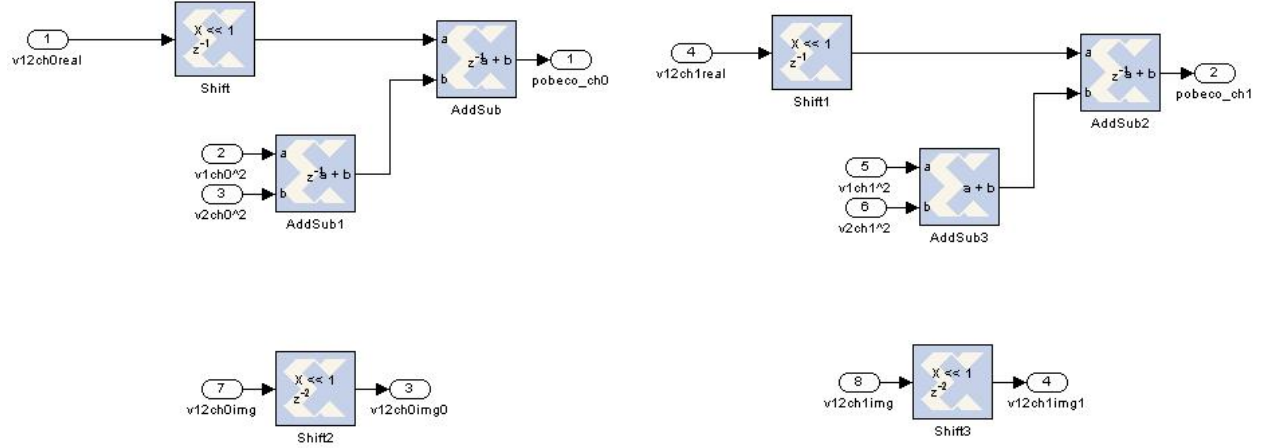 1
v12ch0real
X << 1
z⁻¹
Shift
a
b
z⁻¹a + b
AddSub
1
pobeco_ch0
2
v1ch0^2
3
v2ch0^2
a
b
z⁻¹a + b
AddSub1
4
v12ch1real
X << 1
z⁻¹
Shift1
a
b
z⁻¹a + b
AddSub2
2
pobeco_ch1
5
v1ch1^2
6
v2ch1^2
a
b
a + b
AddSub3
7
v12ch0img
X << 1
z⁻²
Shift2
3
v12ch0img0
8
v12ch1img
X << 1
z⁻²
Shift3
4
v12ch1img1